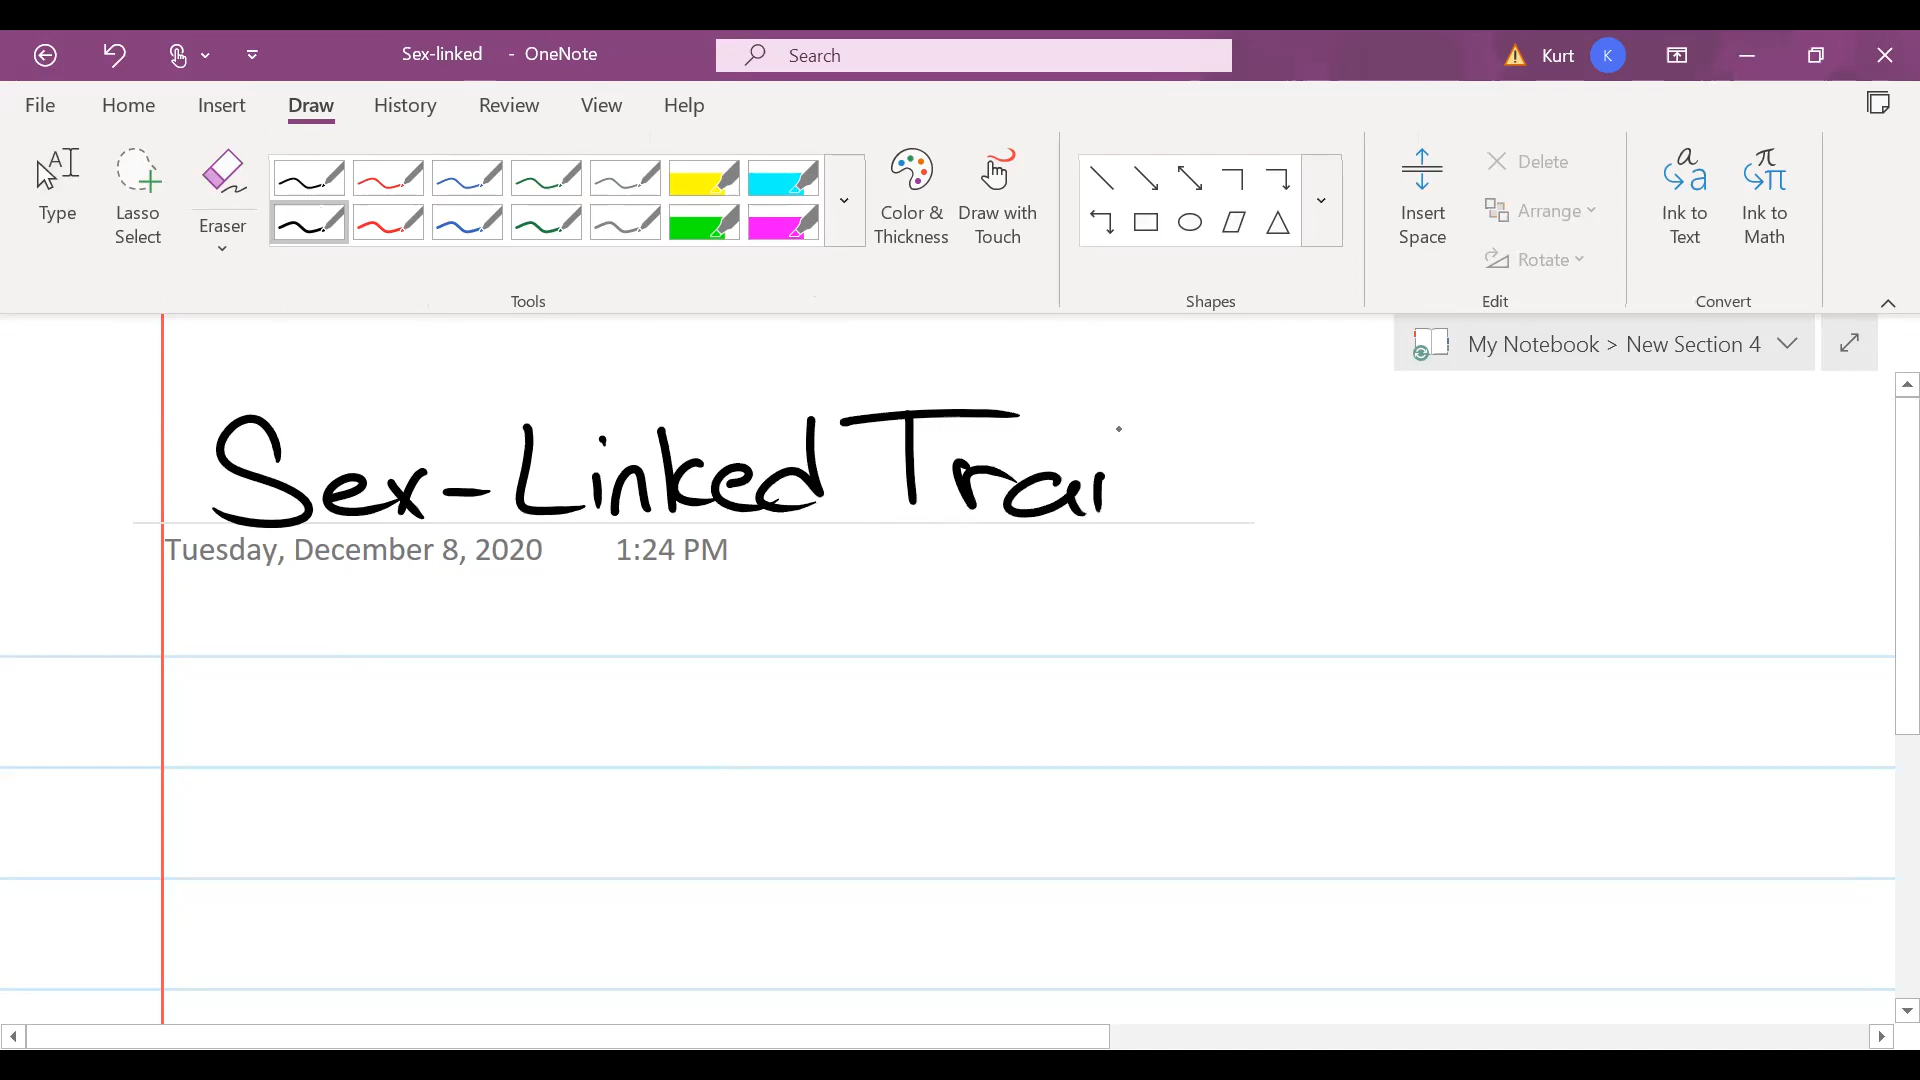 Sex-linked - OneNote Search Kurt K
File Home Insert Draw History Review View Help
Type Lasso Select Eraser Color & Thickness Draw with Touch Insert Space Delete Arrange Rotate Ink to Text Ink to Math
Tools Shapes Edit Convert
My Notebook > New Section 4
Sex-Linked Trai
Tuesday, December 8, 2020 1:24 PM